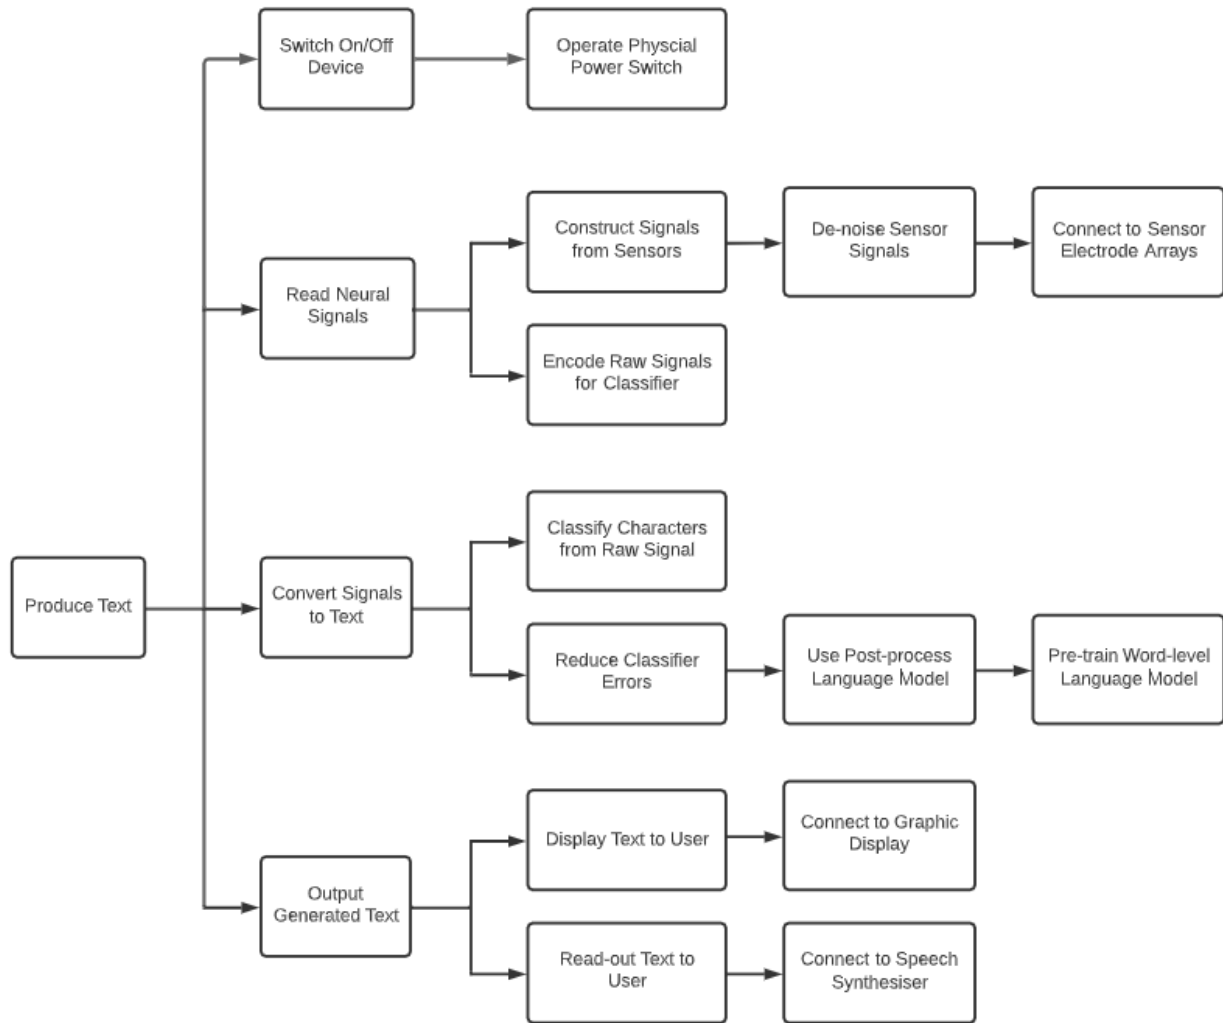 Switch On/Off
Device
Operate Physcial
Power Switch
Construct Signals
from Sensors
De-noise Sensor
Signals
Connect to Sensor
Electrode Arrays
Read Neural
Signals
Encode Raw Signals
for Classifier
Classify Characters
from Raw Signal
Produce Text
Convert Signals
to Text
Reduce Classifier
Errors
Use Post-process
Language Model
Pre-train Word-level
Language Model
Display Text to User
Connect to Graphic
Display
Output
Generated Text
Read-out Text to
User
Connect to Speech
Synthesiser